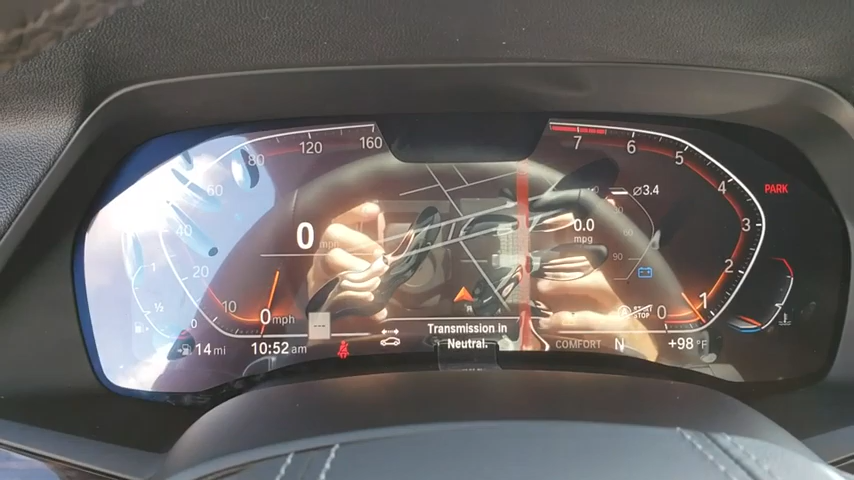 80 120 160
60
40
20
10
0 mph
0 mph
1
½
0
14 mi
10:52 am
Transmission in
Neutral.
7 6 5
4
3
2
1
0
PARK
⌀3.4
0.0
mpg
90
STOP
COMFORT N +98°F